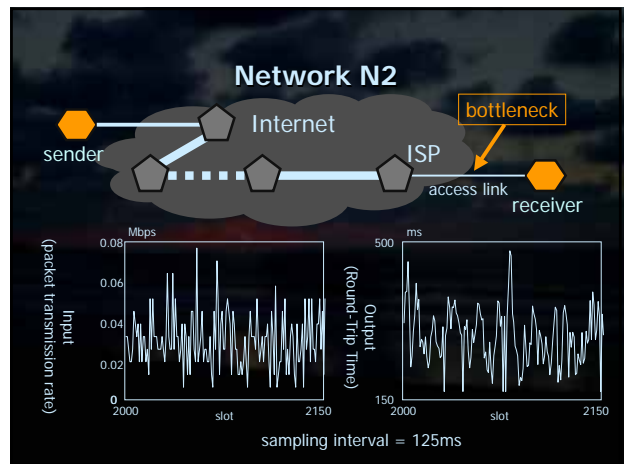 Network N2
bottleneck
Internet
sender
ISP
access link
receiver
Mbps
0.08
0.06
0.04
0.02
0
Input
(packet transmission rate)
2000
slot
2150
ms
500
150
Output
(Round-Trip Time)
2000
slot
2150
sampling interval = 125ms